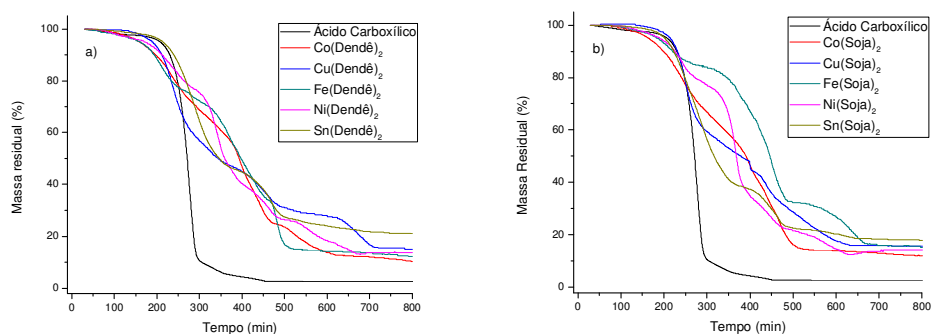 a)
Massa residual (%)
100
80
60
40
20
0
0 100 200 300 400 500 600 700 800
Tempo (min)
Ácido Carboxílico
Co(Dendê)2
Cu(Dendê)2
Fe(Dendê)2
Ni(Dendê)2
Sn(Dendê)2
b)
Massa Residual (%)
100
80
60
40
20
0
0 100 200 300 400 500 600 700 800
Tempo (min)
Ácido Carboxílico
Co(Soja)2
Cu(Soja)2
Fe(Soja)2
Ni(Soja)2
Sn(Soja)2